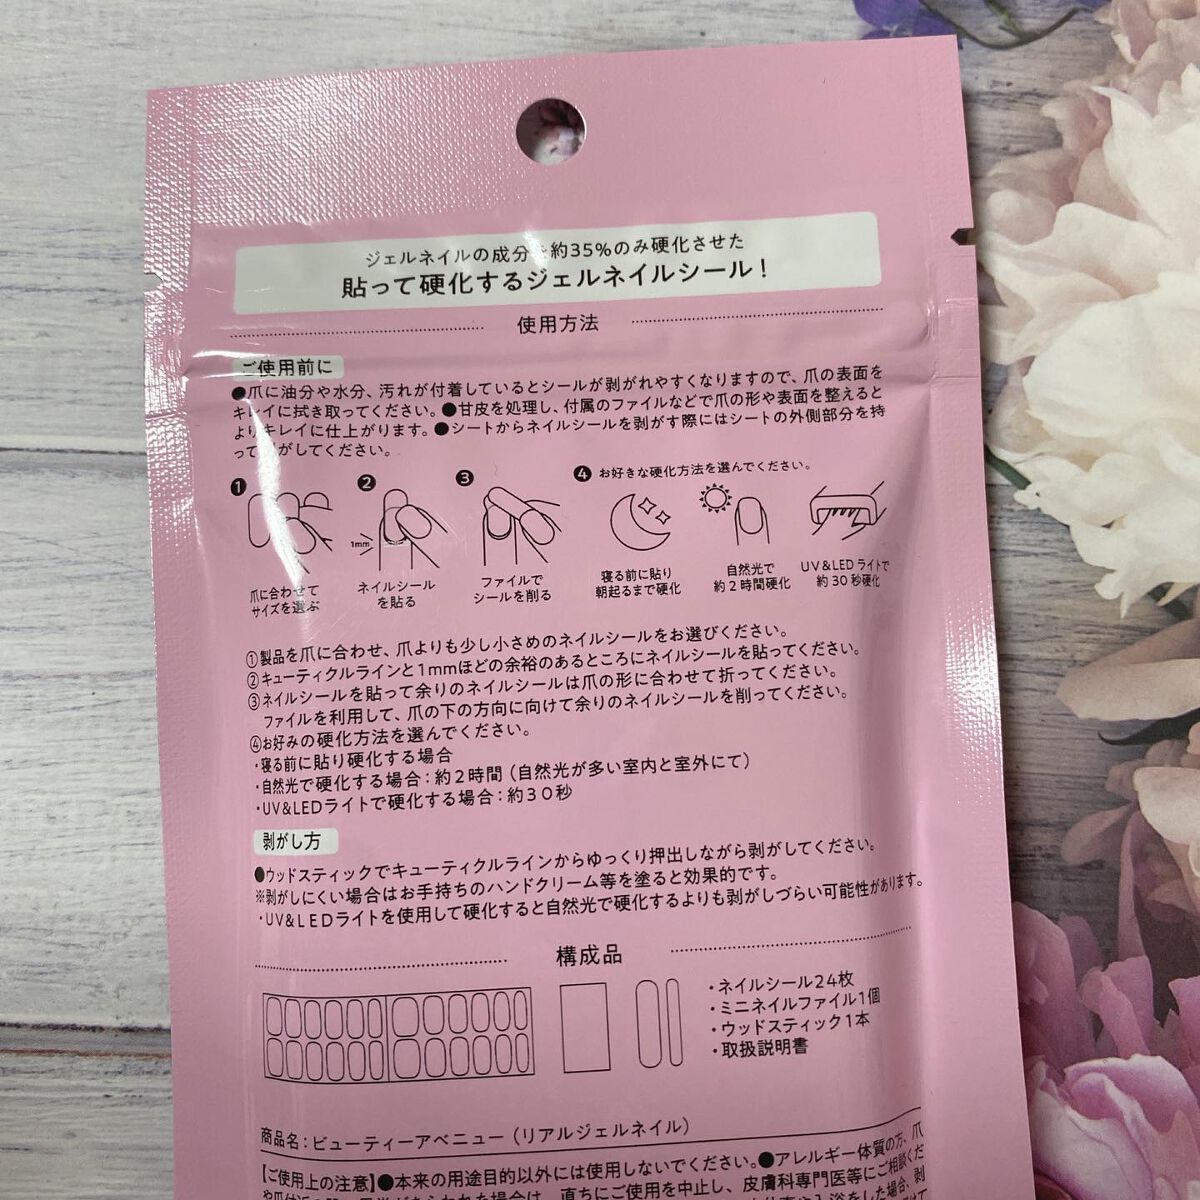 ジェルネイルの成分 約35%のみ硬化させた
貼って硬化するジェルネイルシール！
使用方法
ご使用前に
●爪に油分や水分、汚れが付着しているとシールが剥がれやすくなりますので、爪の表面を
キレイに拭き取ってください。●甘皮を処理し、付属のファイルなどで爪の形や表面を整えると
よりキレイに仕上がります。●シートからネイルシールを剥がす際にはシートの外側部分を持
って がしてください。
❶ ❷ ❸ ❹ お好きな硬化方法を選んでください。
1mm
爪に合わせて
サイズを選ぶ
ネイルシール
を貼る
ファイルで
シールを削る
寝る前に貼り
朝起るまで硬化
自然光で
約2時間硬化
UV&LEDライトで
約30秒硬化
①製品を爪に合わせ、爪よりも少し小さめのネイルシールをお選びください。
②キューティクルラインと1mmほどの余裕のあるところにネイルシールを貼ってください。
③ネイルシールを貼って余りのネイルシールは爪の形に合わせて折ってください。
ファイルを利用して、爪の下の方向に向けて余りのネイルシールを削ってください。
④お好みの硬化方法を選んでください。
・寝る前に貼り硬化する場合
・自然光で硬化する場合：約2時間（自然光が多い室内と室外にて）
・UV&LEDライトで硬化する場合：約30秒
剥がし方
●ウッドスティックでキューティクルラインからゆっくり押出しながら剥がしてください。
※剥がしにくい場合はお手持ちのハンドクリーム等を塗ると効果的です。
・UV&LEDライトを使用して硬化すると自然光で硬化するよりも剥がしづらい可能性があります。
構成品
・ネイルシール24枚
・ミニネイルファイル1個
・ウッドスティック1本
・取扱説明書
商品名：ビューティーアベニュー（リアルジェルネイル）
【ご使用上の注意】●本来の用途目的以外には使用しないでください。●アレルギー体質の方、爪
直ちにご使用を中止し、皮膚科専門医等にご相談くだ